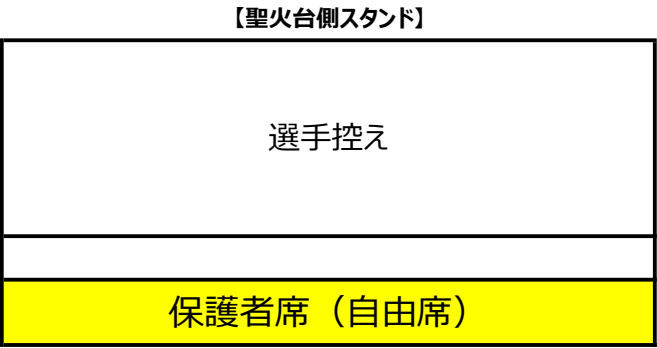 【聖火台側スタンド】
選手控え
保護者席（自由席）